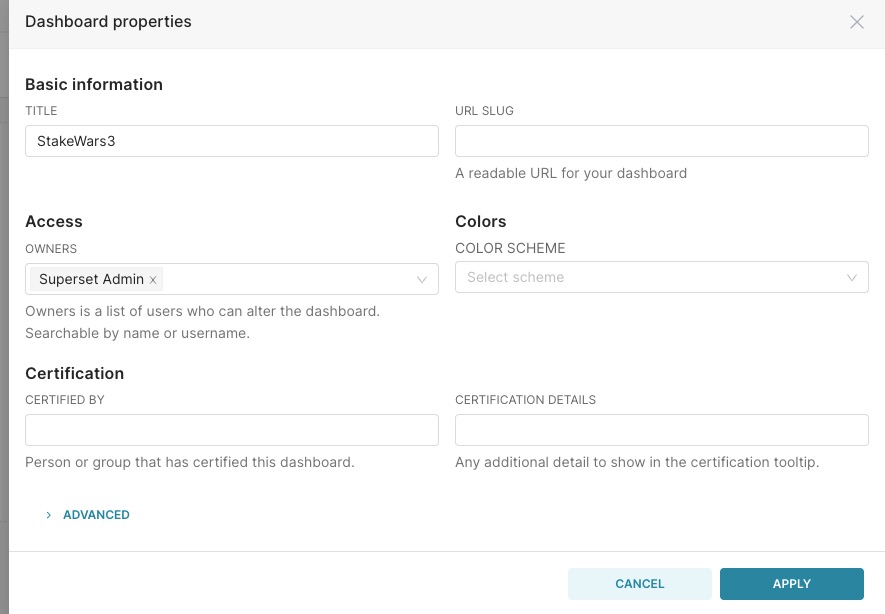 Dashboard properties
Basic information
TITLE
StakeWars3
URL SLUG
A readable URL for your dashboard
Access
OWNERS
Superset Admin x
Owners is a list of users who can alter the dashboard.
Searchable by name or username.
Colors
COLOR SCHEME
Select scheme
Certification
CERTIFIED BY
Person or group that has certified this dashboard.
CERTIFICATION DETAILS
Any additional detail to show in the certification tooltip.
ADVANCED
CANCEL
APPLY